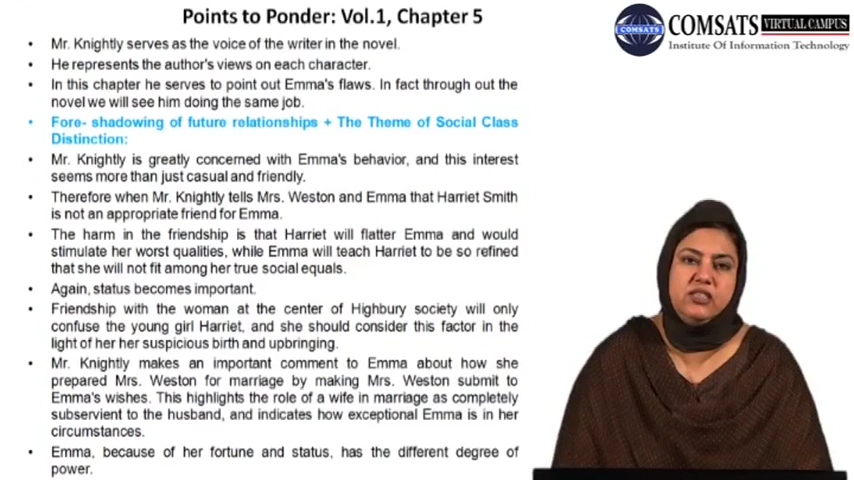 Points to Ponder: Vol.1, Chapter 5
COMSATS
COMSATS VIRTUAL CAMPUS
Institute Of Information Technology
• Mr. Knightly serves as the voice of the writer in the novel.
• He represents the author's views on each character.
• In this chapter he serves to point out Emma's flaws. In fact through out the
novel we will see him doing the same job.
• Fore- shadowing of future relationships + The Theme of Social Class
Distinction:
• Mr. Knightly is greatly concerned with Emma's behavior, and this interest
seems more than just casual and friendly.
• Therefore when Mr. Knightly tells Mrs. Weston and Emma that Harriet Smith
is not an appropriate friend for Emma.
• The harm in the friendship is that Harriet will flatter Emma and would
stimulate her worst qualities, while Emma will teach Harriet to be so refined
that she will not fit among her true social equals.
• Again, status becomes important.
• Friendship with the woman at the center of Highbury society will only
confuse the young girl Harriet, and she should consider this factor in the
light of her her suspicious birth and upbringing.
• Mr. Knightly makes an important comment to Emma about how she
prepared Mrs. Weston for marriage by making Mrs. Weston submit to
Emma's wishes. This highlights the role of a wife in marriage as completely
subservient to the husband, and indicates how exceptional Emma is in her
circumstances.
• Emma, because of her fortune and status, has the different degree of
power.